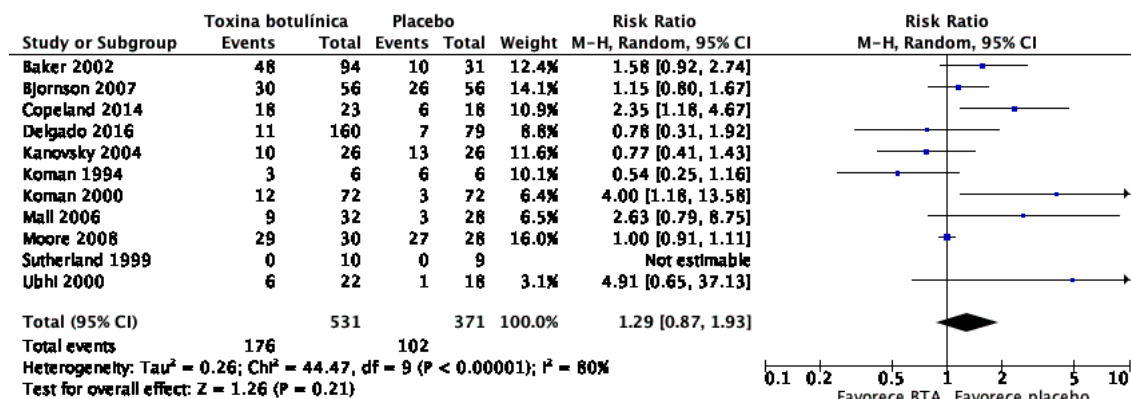 Toxina botulínica Placebo Risk Ratio Risk Ratio
Study or Subgroup Events Total Events Total Weight M-H, Random, 95% CI M-H, Random, 95% CI
Baker 2002 48 94 10 31 12.4% 1.58 [0.92, 2.74]
Bjornson 2007 30 56 26 56 14.1% 1.15 [0.80, 1.67]
Copeland 2014 18 23 6 18 10.9% 2.35 [1.18, 4.67]
Delgado 2016 11 160 7 79 8.8% 0.78 [0.31, 1.92]
Kanovsky 2004 10 26 13 26 11.6% 0.77 [0.41, 1.43]
Koman 1994 3 6 6 6 10.1% 0.54 [0.25, 1.16]
Koman 2000 12 72 3 72 6.4% 4.00 [1.18, 13.58]
Mall 2006 9 32 3 28 6.5% 2.63 [0.79, 8.75]
Moore 2008 29 30 27 28 16.0% 1.00 [0.91, 1.11]
Sutherland 1999 0 10 0 9 Not estimable
Ubhi 2000 6 22 1 18 3.1% 4.91 [0.65, 37.13]
Total (95% CI) 531 371 100.0% 1.29 [0.87, 1.93]
Total events 176 102
Heterogeneity: Tau² = 0.26; Chi² = 44.47, df = 9 (P < 0.00001); I² = 80%
Test for overall effect: Z = 1.26 (P = 0.21)
0.1 0.2 0.5 1 2 5 10
Favorece BTA Favorece placebo